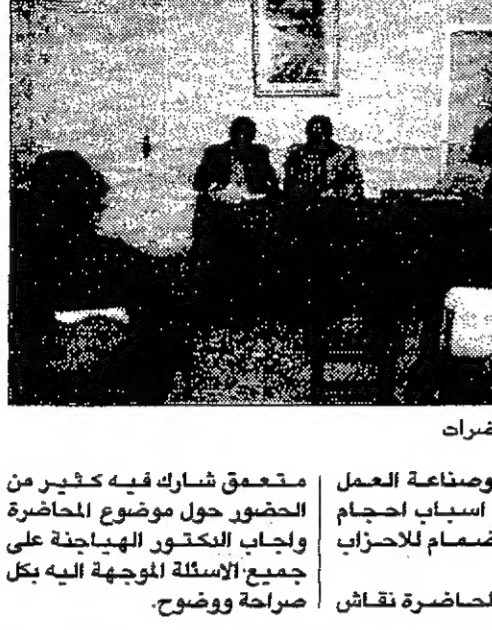 ضرات
وصناعة العمل
اسباب احجام
ضمام للاحزاب
لحاضرة نقاش
متعمق شارك فيه كثير من
الحضور حول موضوع المحاضرة
واجاب الدكتور الهياجنة على
جميع الاسئلة الموجهة اليه بكل
صراحة ووضوح.